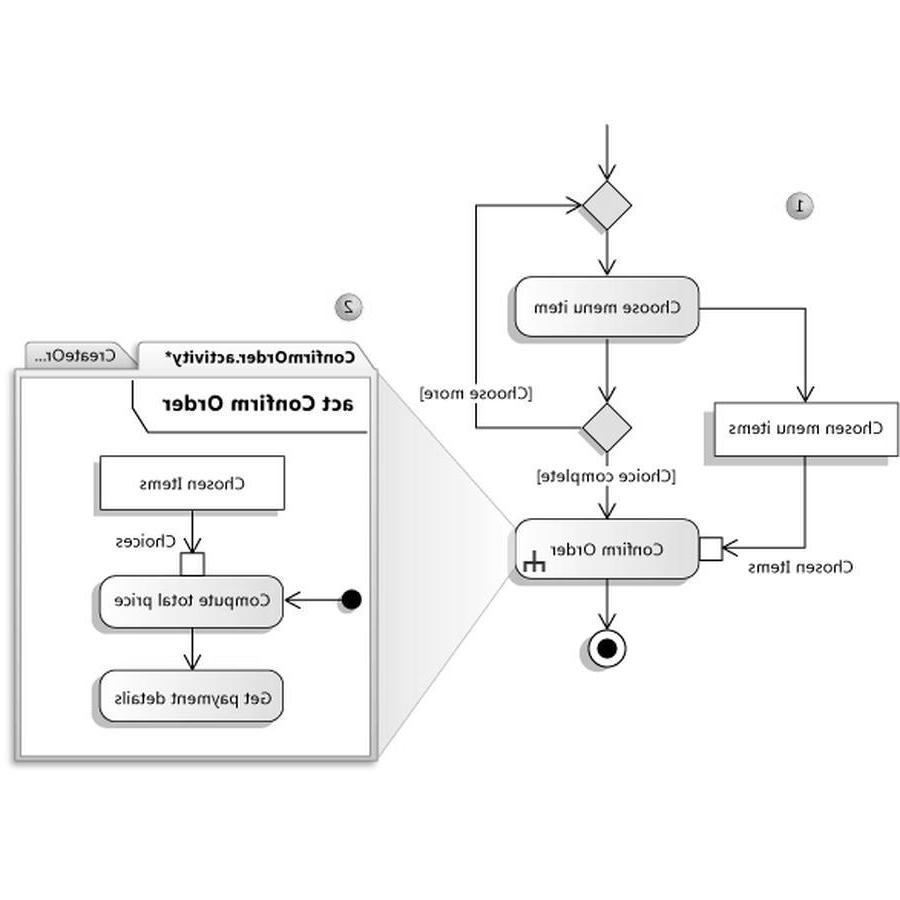 1
Choose menu item
[Choose more]
Chosen menu items
[Choice complete]
Confirm Order
Chosen Items
2
ConfirmOrder.activity*
CreateOr...
act Confirm Order
Chosen Items
Choices
Compute total price
Get payment details